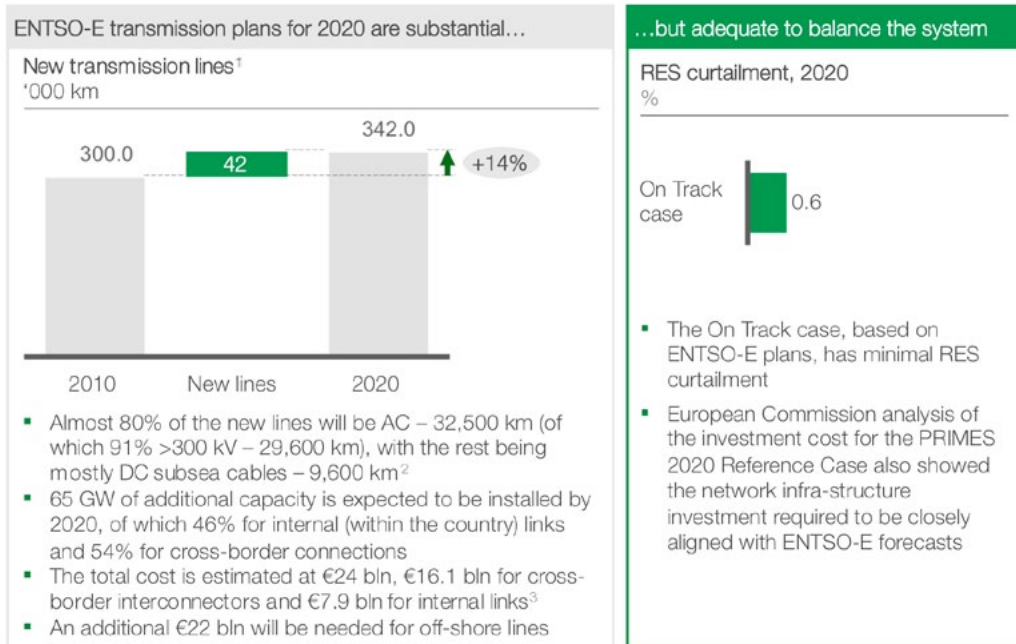 ENTSO-E transmission plans for 2020 are substantial…
New transmission lines¹
‘000 km
300.0
42
342.0
+14%
2010
New lines
2020
▪ Almost 80% of the new lines will be AC – 32,500 km (of
which 91% >300 kV – 29,600 km), with the rest being
mostly DC subsea cables – 9,600 km²
▪ 65 GW of additional capacity is expected to be installed by
2020, of which 46% for internal (within the country) links
and 54% for cross-border connections
▪ The total cost is estimated at €24 bln, €16.1 bln for cross-
border interconnectors and €7.9 bln for internal links³
▪ An additional €22 bln will be needed for off-shore lines
…but adequate to balance the system
RES curtailment, 2020
%
On Track
case
0.6
▪ The On Track case, based on
ENTSO-E plans, has minimal RES
curtailment
▪ European Commission analysis of
the investment cost for the PRIMES
2020 Reference Case also showed
the network infra-structure
investment required to be closely
aligned with ENTSO-E forecasts